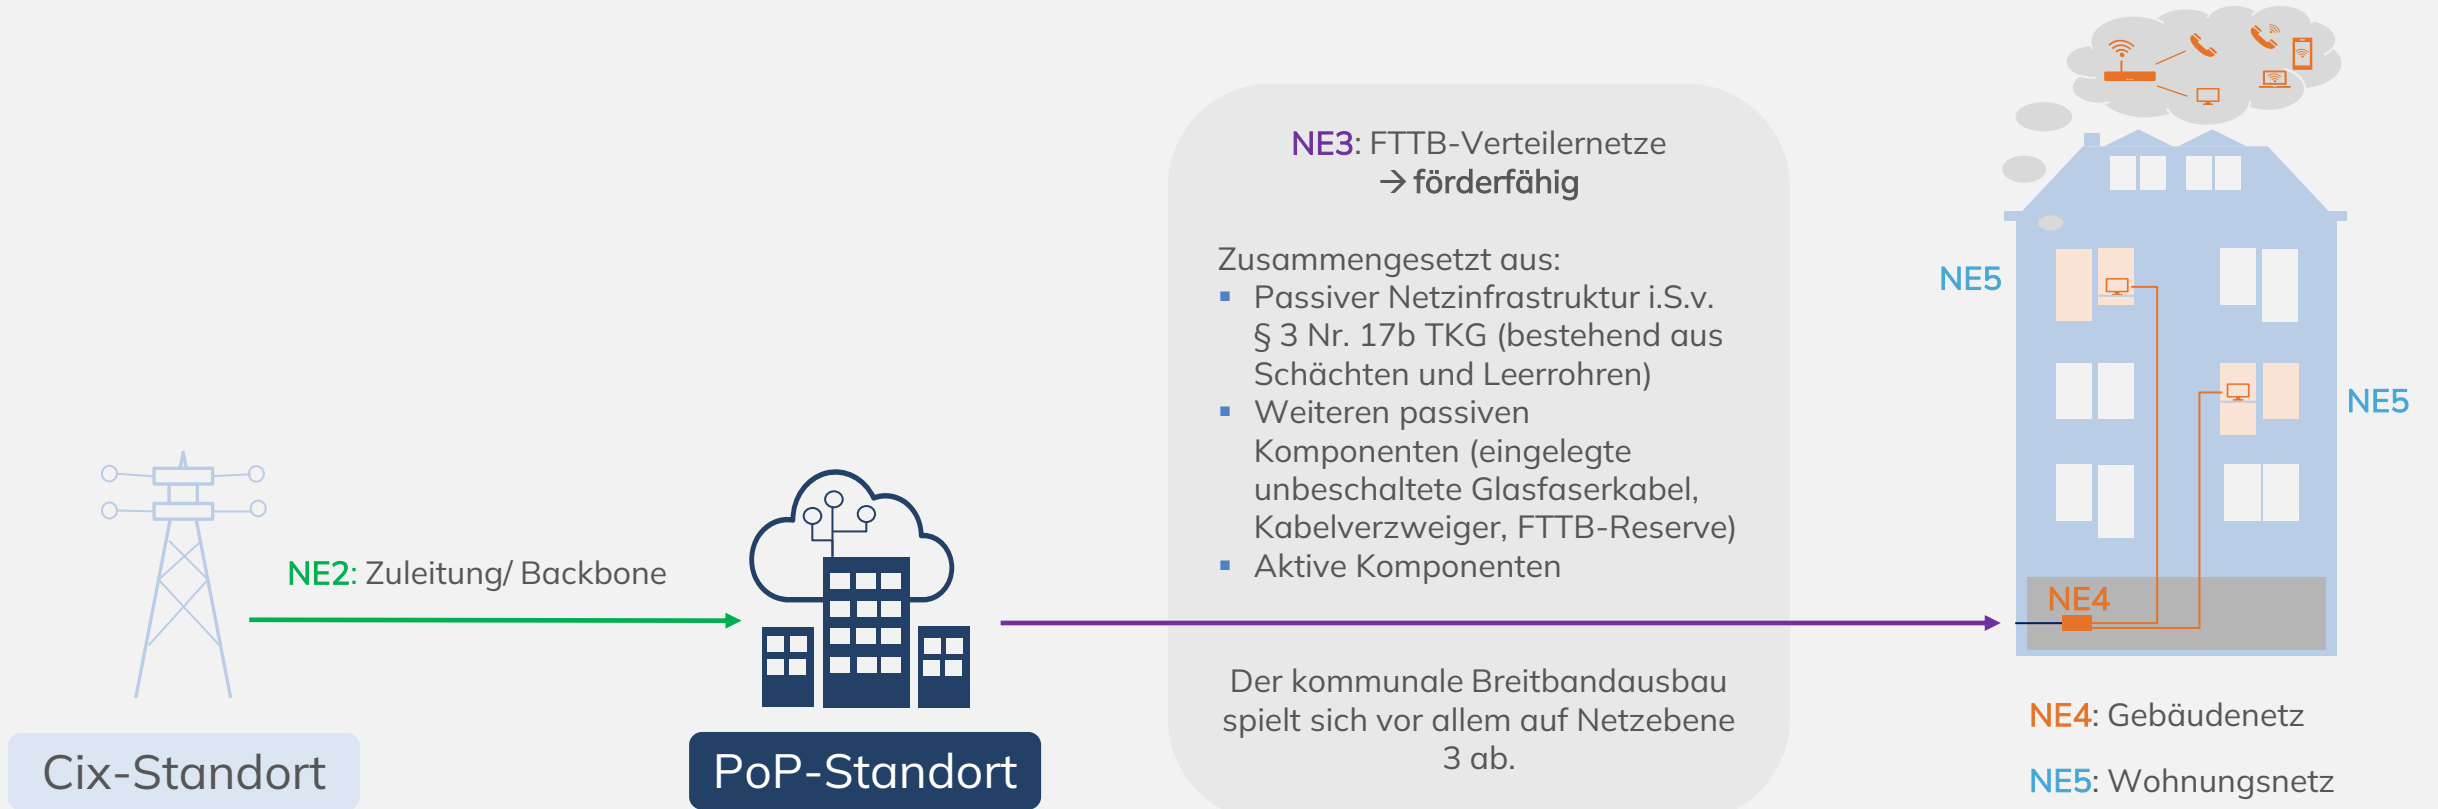 NE2: Zuleitung/ Backbone
Cix-Standort
PoP-Standort
NE3: FTTB-Verteilernetze
→ förderfähig
Zusammengesetzt aus:
▪ Passiver Netzinfrastruktur i.S.v.
§ 3 Nr. 17b TKG (bestehend aus
Schächten und Leerrohren)
▪ Weiteren passiven
Komponenten (eingelegte
unbeschaltete Glasfaserkabel,
Kabelverzweiger, FTTB-Reserve)
▪ Aktive Komponenten
Der kommunale Breitbandausbau
spielt sich vor allem auf Netzebene
3 ab.
NE5
NE5
NE4
NE4: Gebäudenetz
NE5: Wohnungsnetz